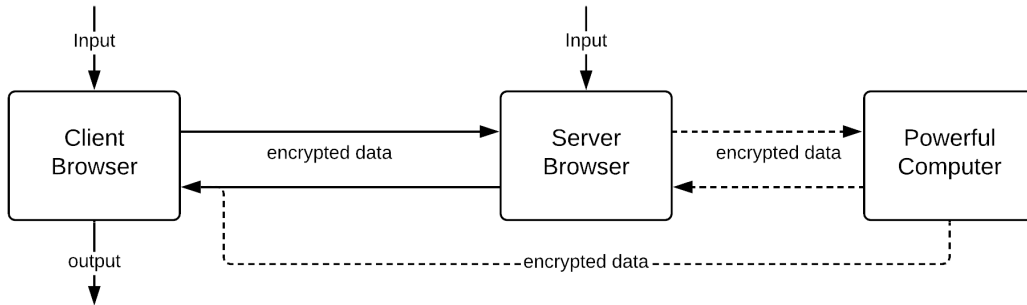 Input
Input
Client
Browser
encrypted data
Server
Browser
encrypted data
Powerful
Computer
output
encrypted data